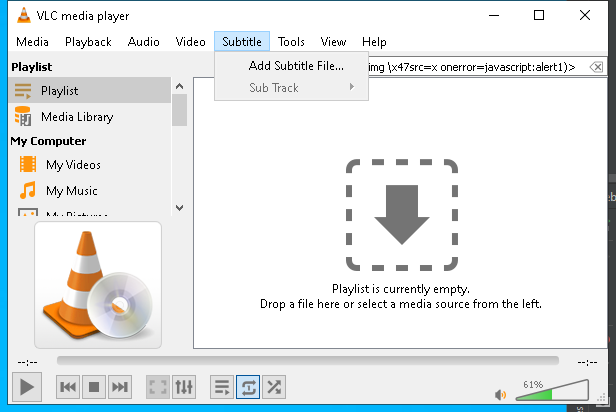 VLC media player
Media Playback Audio Video Subtitle Tools View Help
Playlist
Add Subtitle File...
img \x47src=x onerror=javascript:alert1)>
Playlist
Sub Track
Media Library
My Computer
My Videos
My Music
My Pictures
Playlist is currently empty.
Drop a file here or select a media source from the left.
--:--
--:--
61%